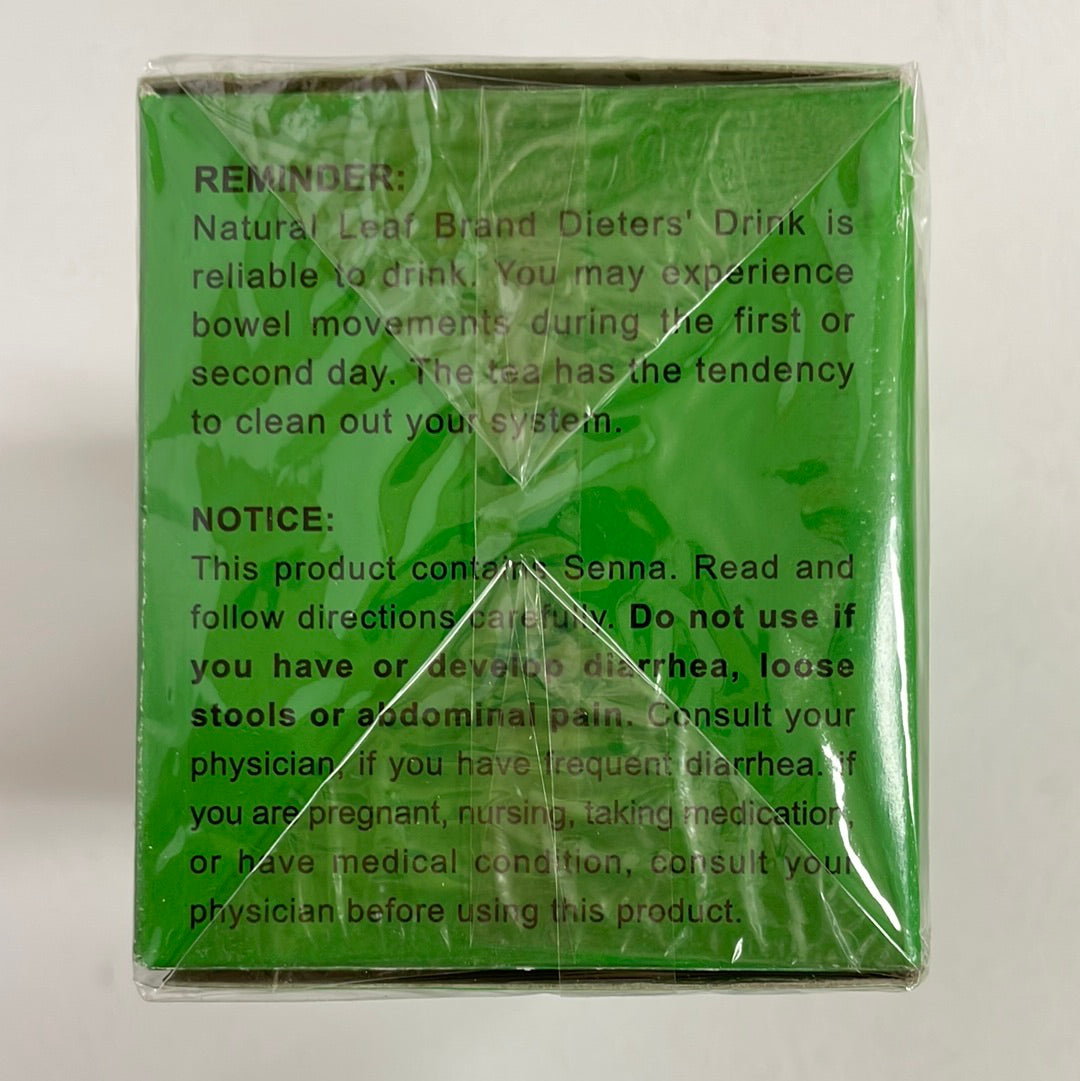 REMINDER:
Natural Leaf Brand Dieters' Drink is
reliable to drink. You may experience
bowel movements during the first or
second day. The tea has the tendency
to clean out your system.
NOTICE:
This product contains Senna. Read and
follow directions carefully. Do not use if
you have or develop diarrhea, loose
stools or abdominal pain. Consult your
physician, if you have frequent diarrhea. If
you are pregnant, nursing, taking medication,
or have medical condition, consult your
physician before using this product.